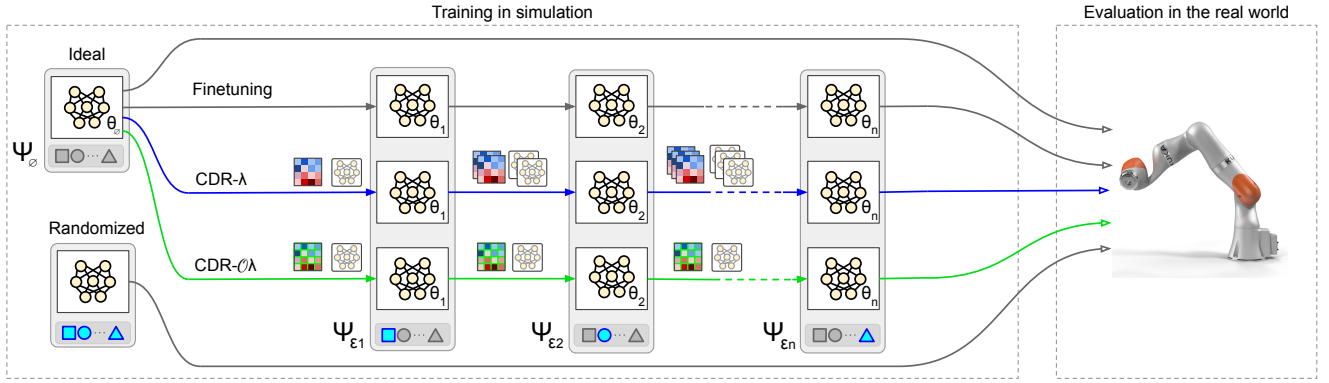 Training in simulation
Evaluation in the real world
Ideal
θ∅
Ψ∅
···
Finetuning
θ1
θ2
θn
CDR-λ
θ1
θ2
θn
Randomized
···
CDR-𝒪λ
θ1
θ2
θn
Ψε1
···
Ψε2
···
Ψεn
···